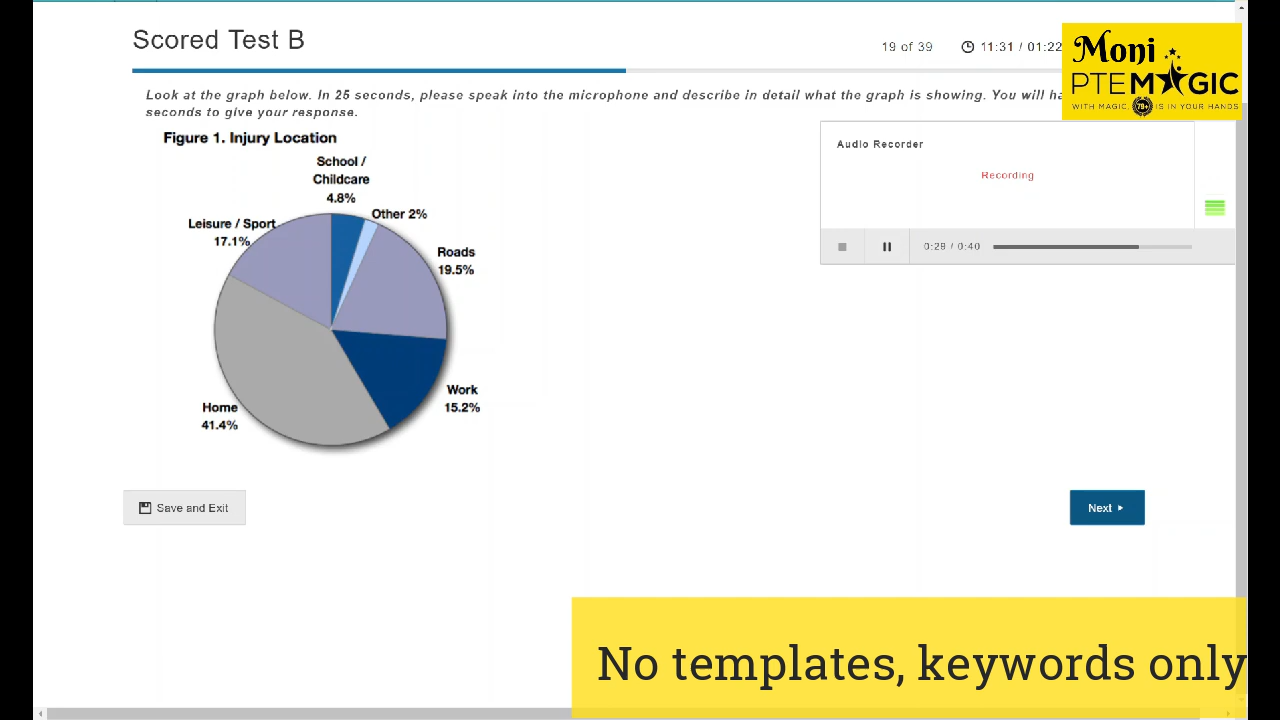 Scored Test B
19 of 39
11:31 / 01:22
Moni
PTE MAGIC
WITH MAGIC, 79+ IS IN YOUR HANDS
Look at the graph below. In 25 seconds, please speak into the microphone and describe in detail what the graph is showing. You will
seconds to give your response.
Figure 1. Injury Location
School /
Childcare
4.8%
Other 2%
Leisure / Sport
17.1%
Roads
19.5%
Work
15.2%
Home
41.4%
Audio Recorder
Recording
0:29 / 0:40
Save and Exit
Next
No templates, keywords only